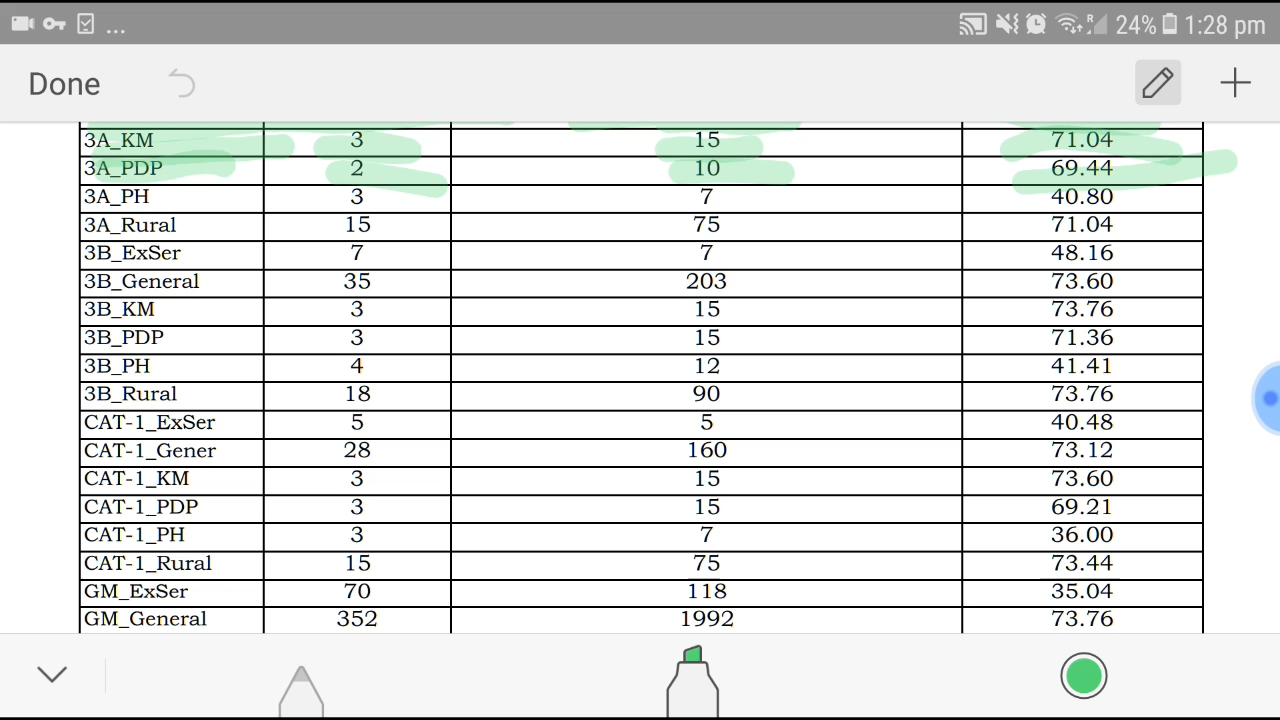 ... 24% 1:28 pm
Done
3A_KM 3 15 71.04
3A_PDP 2 10 69.44
3A_PH 3 7 40.80
3A_Rural 15 75 71.04
3B_ExSer 7 7 48.16
3B_General 35 203 73.60
3B_KM 3 15 73.76
3B_PDP 3 15 71.36
3B_PH 4 12 41.41
3B_Rural 18 90 73.76
CAT-1_ExSer 5 5 40.48
CAT-1_Gener 28 160 73.12
CAT-1_KM 3 15 73.60
CAT-1_PDP 3 15 69.21
CAT-1_PH 3 7 36.00
CAT-1_Rural 15 75 73.44
GM_ExSer 70 118 35.04
GM_General 352 1992 73.76